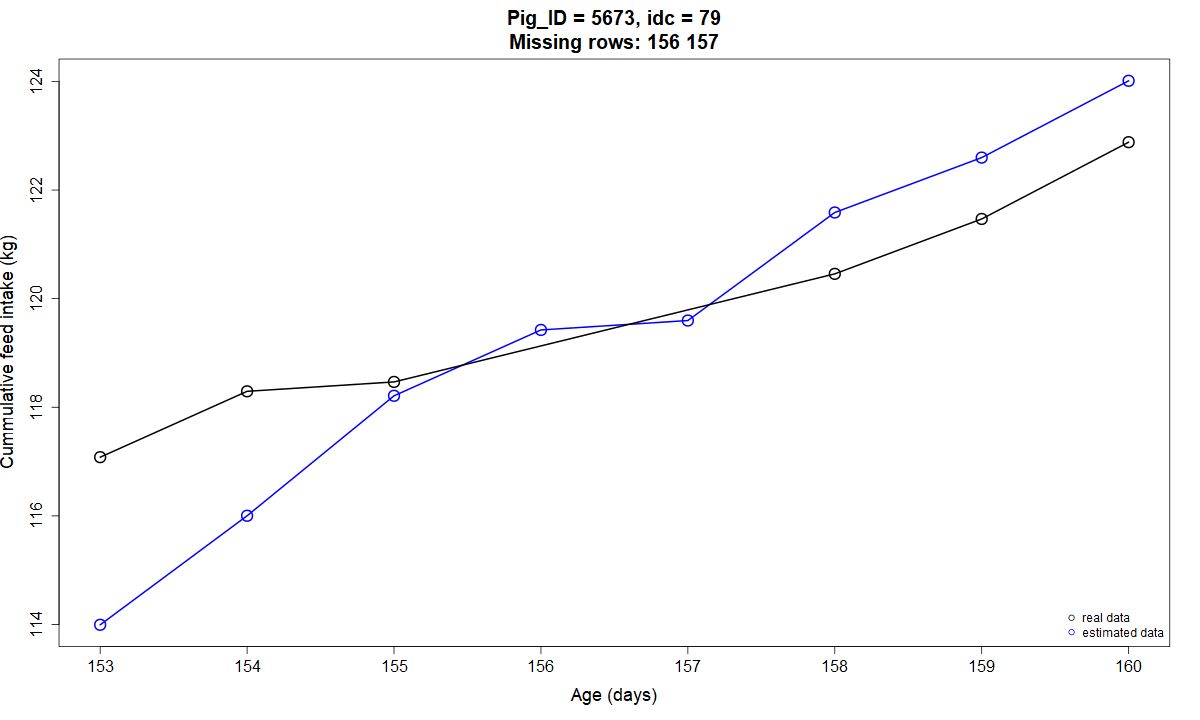 Pig_ID = 5673, idc = 79
Missing rows: 156 157
Cummulative feed intake (kg)
124
122
120
118
116
114
real data
estimated data
153 154 155 156 157 158 159 160
Age (days)